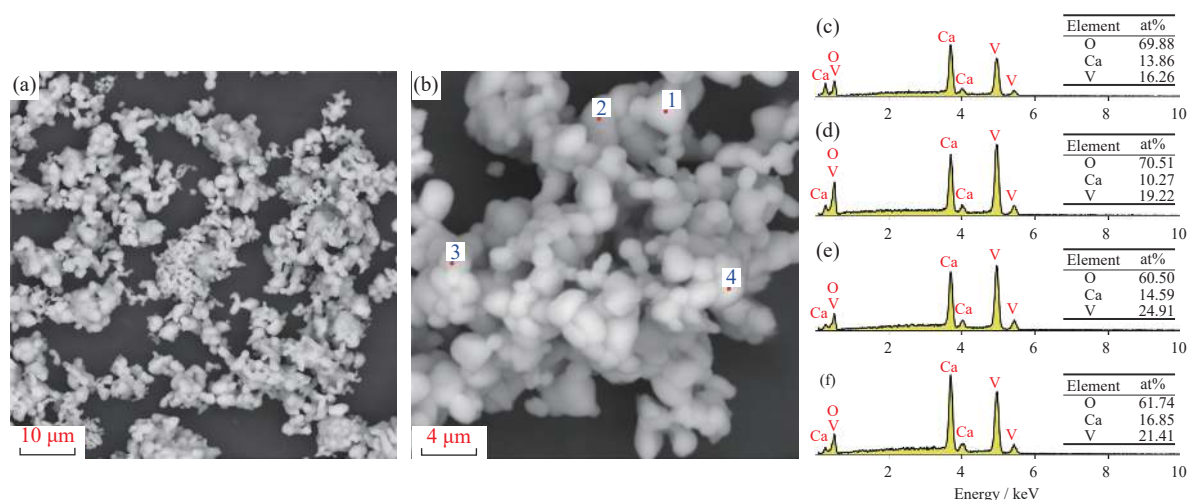 (a)
10 μm
(b)
1
2
3
4
4 μm
(c)
Ca
O
V
Ca
Ca
V
V
Element at%
O 69.88
Ca 13.86
V 16.26
2 4 6 8 10
(d)
O
V
Ca
Ca
Ca
V
V
Element at%
O 70.51
Ca 10.27
V 19.22
2 4 6 8 10
(e)
O
V
Ca
Ca
Ca
V
V
Element at%
O 60.50
Ca 14.59
V 24.91
2 4 6 8 10
(f)
O
V
Ca
Ca
Ca
V
V
Element at%
O 61.74
Ca 16.85
V 21.41
2 4 6 8 10
Energy / keV